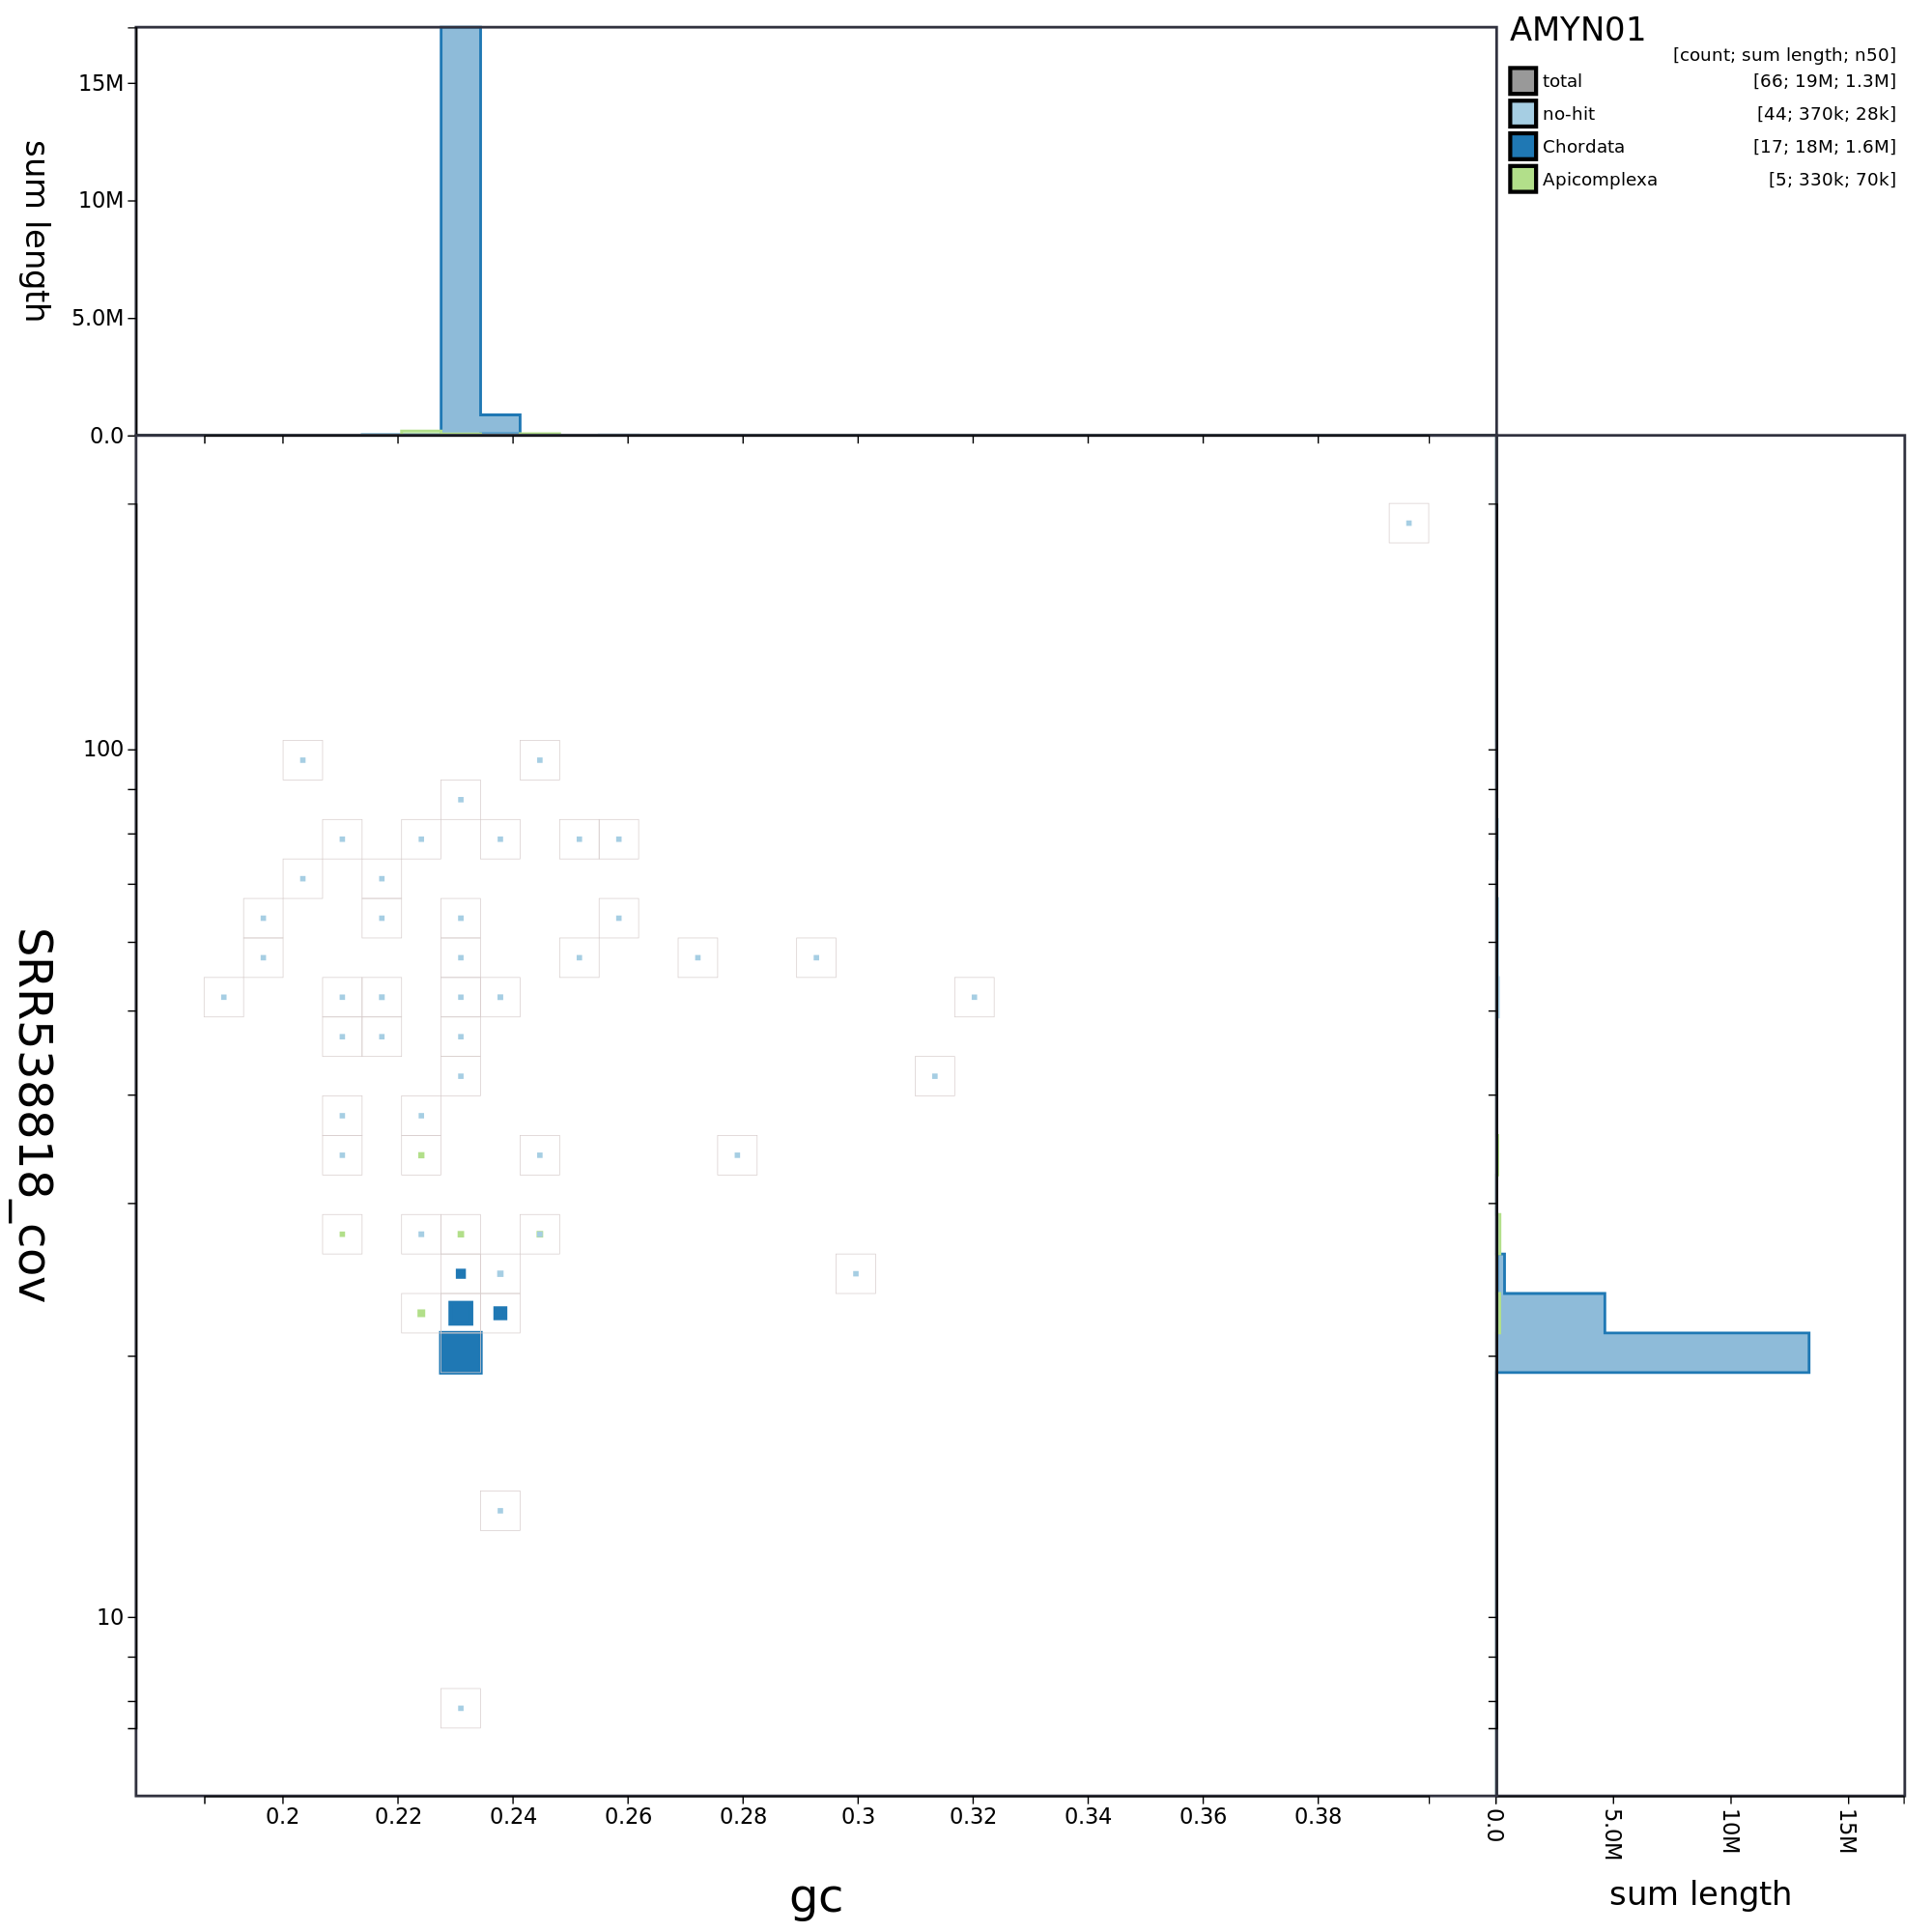 AMYN01
[count; sum length; n50]
total [66; 19M; 1.3M]
no-hit [44; 370k; 28k]
Chordata [17; 18M; 1.6M]
Apicomplexa [5; 330k; 70k]
sum length
15M
10M
5.0M
0.0
SRR538818_cov
100
10
0.2 0.22 0.24 0.26 0.28 0.3 0.32 0.34 0.36 0.38
gc
0.0 5.0M 10M 15M
sum length